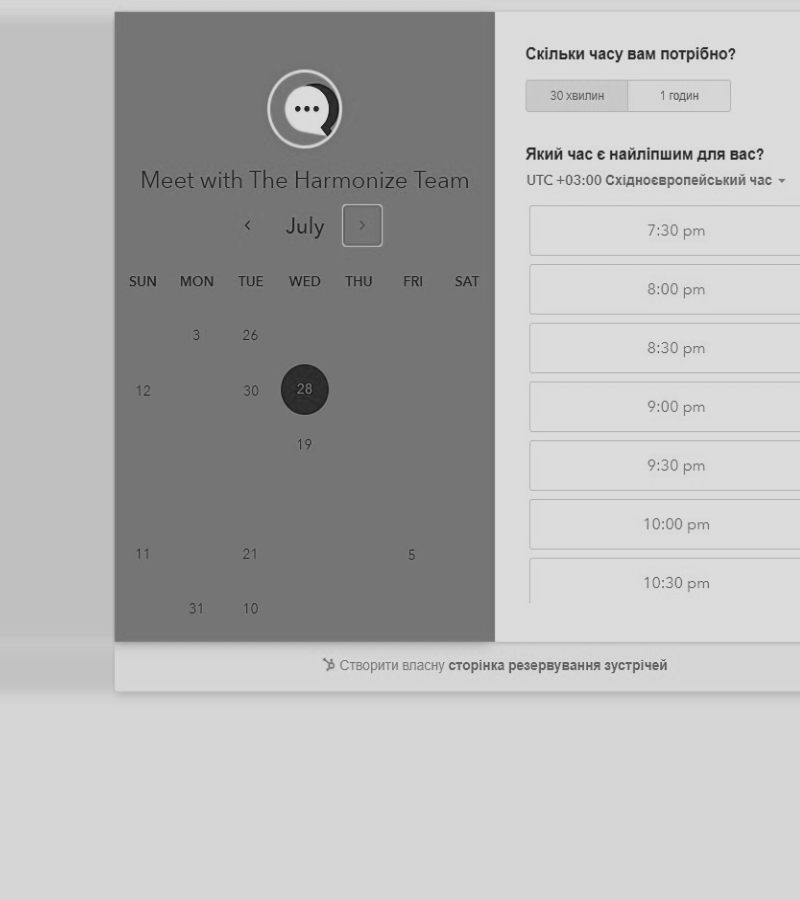 Meet with The Harmonize Team
July
SUN MON TUE WED THU FRI SAT
3 26
12 30 28
19
11 21 5
31 10
Скільки часу вам потрібно?
30 хвилин 1 годин
Який час є найліпшим для вас?
UTC +03:00 Східноєвропейський час
7:30 pm
8:00 pm
8:30 pm
9:00 pm
9:30 pm
10:00 pm
10:30 pm
Створити власну сторінка резервування зустрічей